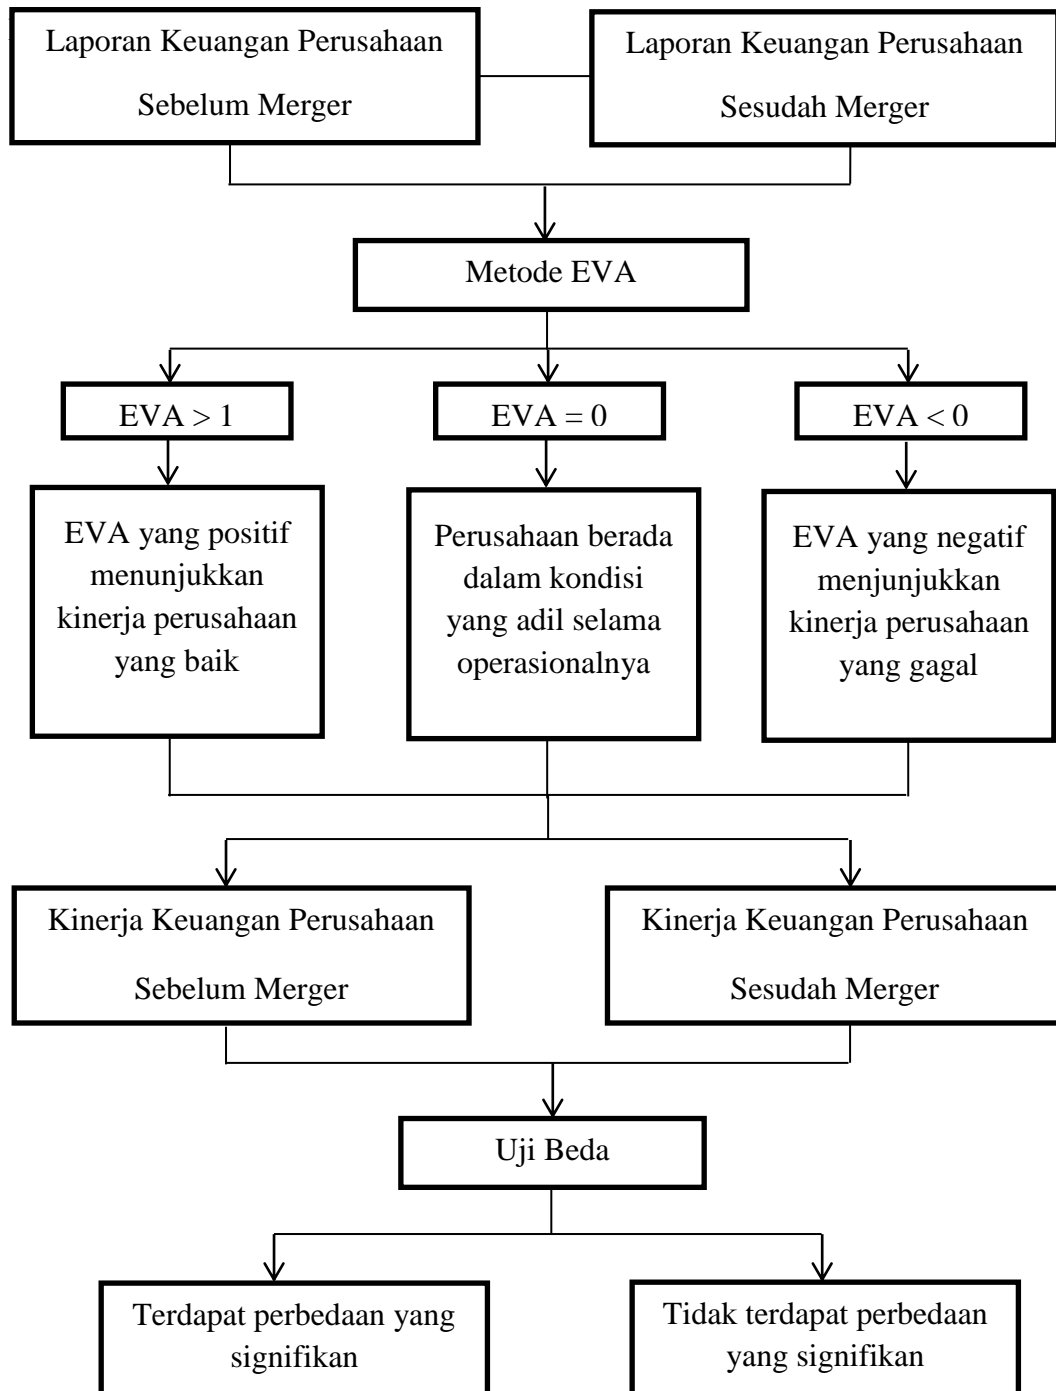 Laporan Keuangan Perusahaan
Sebelum Merger
Laporan Keuangan Perusahaan
Sesudah Merger
Metode EVA
EVA > 1
EVA = 0
EVA < 0
EVA yang positif
menunjukkan
kinerja perusahaan
yang baik
Perusahaan berada
dalam kondisi
yang adil selama
operasionalnya
EVA yang negatif
menjunjukkan
kinerja perusahaan
yang gagal
Kinerja Keuangan Perusahaan
Sebelum Merger
Kinerja Keuangan Perusahaan
Sesudah Merger
Uji Beda
Terdapat perbedaan yang
signifikan
Tidak terdapat perbedaan
yang signifikan